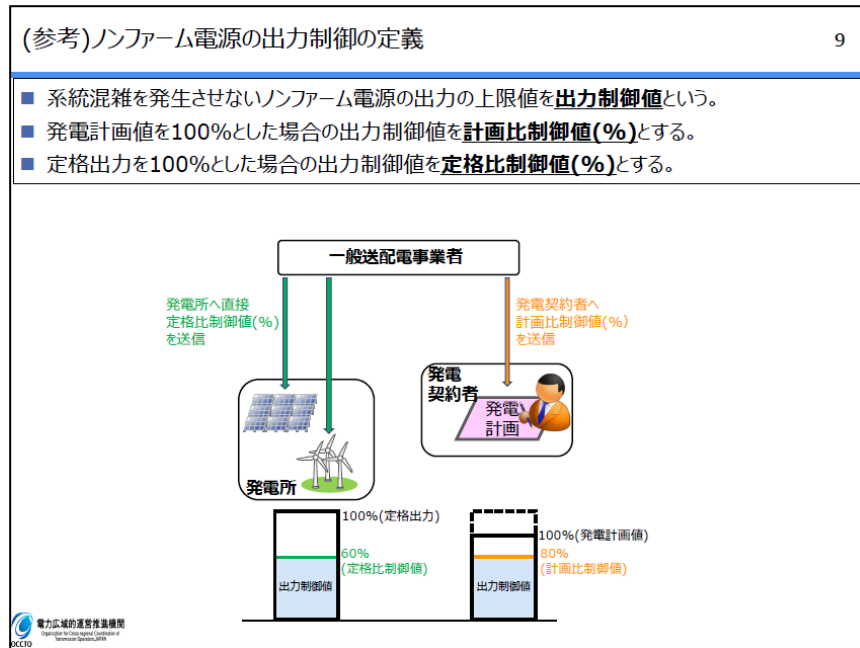 (参考)ノンファーム電源の出力制御の定義
9
■ 系統混雑を発生させないノンファーム電源の出力の上限値を出力制御値という。
■ 発電計画値を100%とした場合の出力制御値を計画比制御値(%)とする。
■ 定格出力を100%とした場合の出力制御値を定格比制御値(%)とする。
一般送配電事業者
発電所へ直接
定格比制御値(%)
を送信
発電契約者へ
計画比制御値(%)
を送信
発電
契約者
発電
計画
発電所
100%(定格出力)
60%
(定格比制御値)
出力制御値
100%(発電計画値)
80%
(計画比制御値)
出力制御値
電力広域的運営推進機関
Organization for Cross-regional Coordination of
Transmission Operators, JAPAN
OCCTO